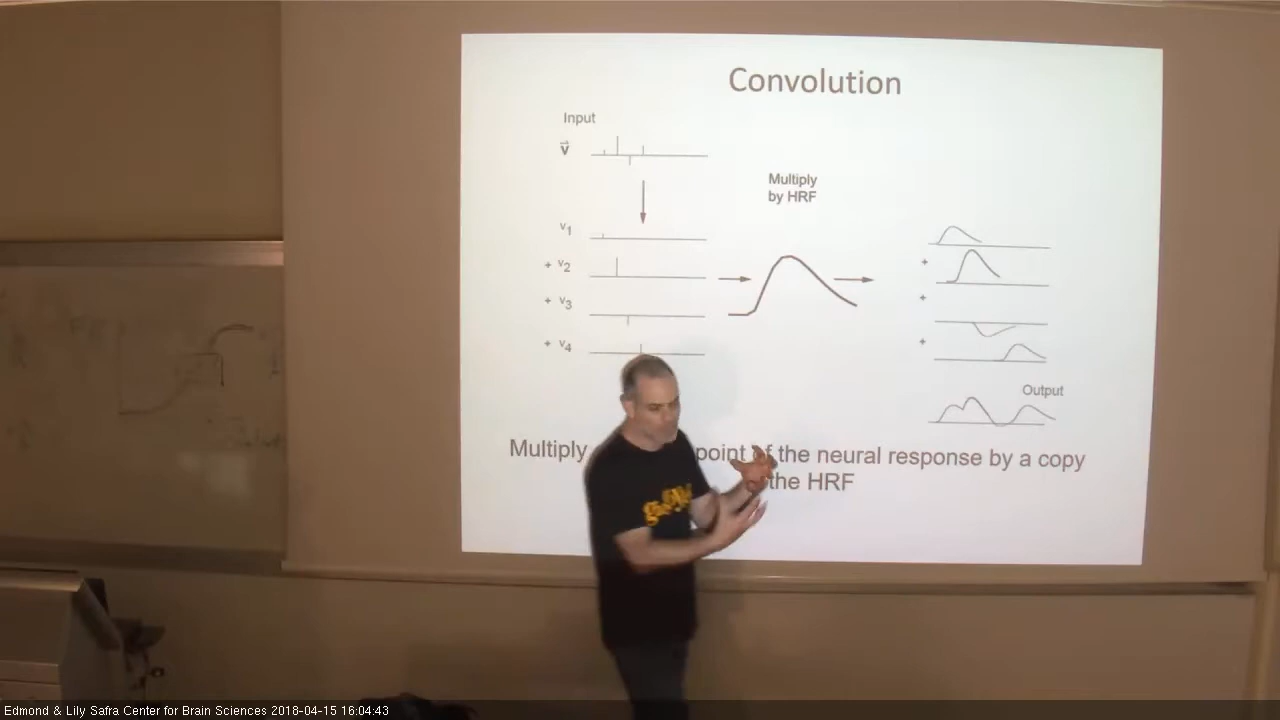 Convolution
Input
v⃗
Multiply
by HRF
v1
+ v2
+ v3
+ v4
+
+
+
Output
Multiply point of the neural response by a copy
the HRF
Edmond & Lily Safra Center for Brain Sciences 2018-04-15 16:04:43